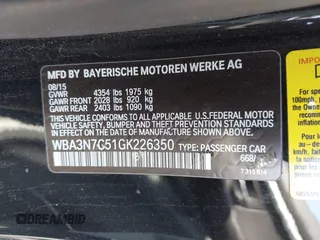 MFD BY BAYERISCHE MOTOREN WERKE AG
08/15
GVWR 4354 lbs 1975 kg
GAWR FRONT 2028 lbs 920 kg
GAWR REAR 2403 lbs 1090 kg
THIS VEHICLE CONFORMS TO ALL
APPLICABLE U.S.FEDERAL MOTOR
VEHICLE SAFETY, BUMPER, AND THEFT
PREVENTION STANDARDS IN EFFECT
ON THE DATE OF MANUFACTURE
SHOWN ABOVE.
WBA3N7C51GK226350 TYPE: PASSENGER CAR
668/
DREAMBID